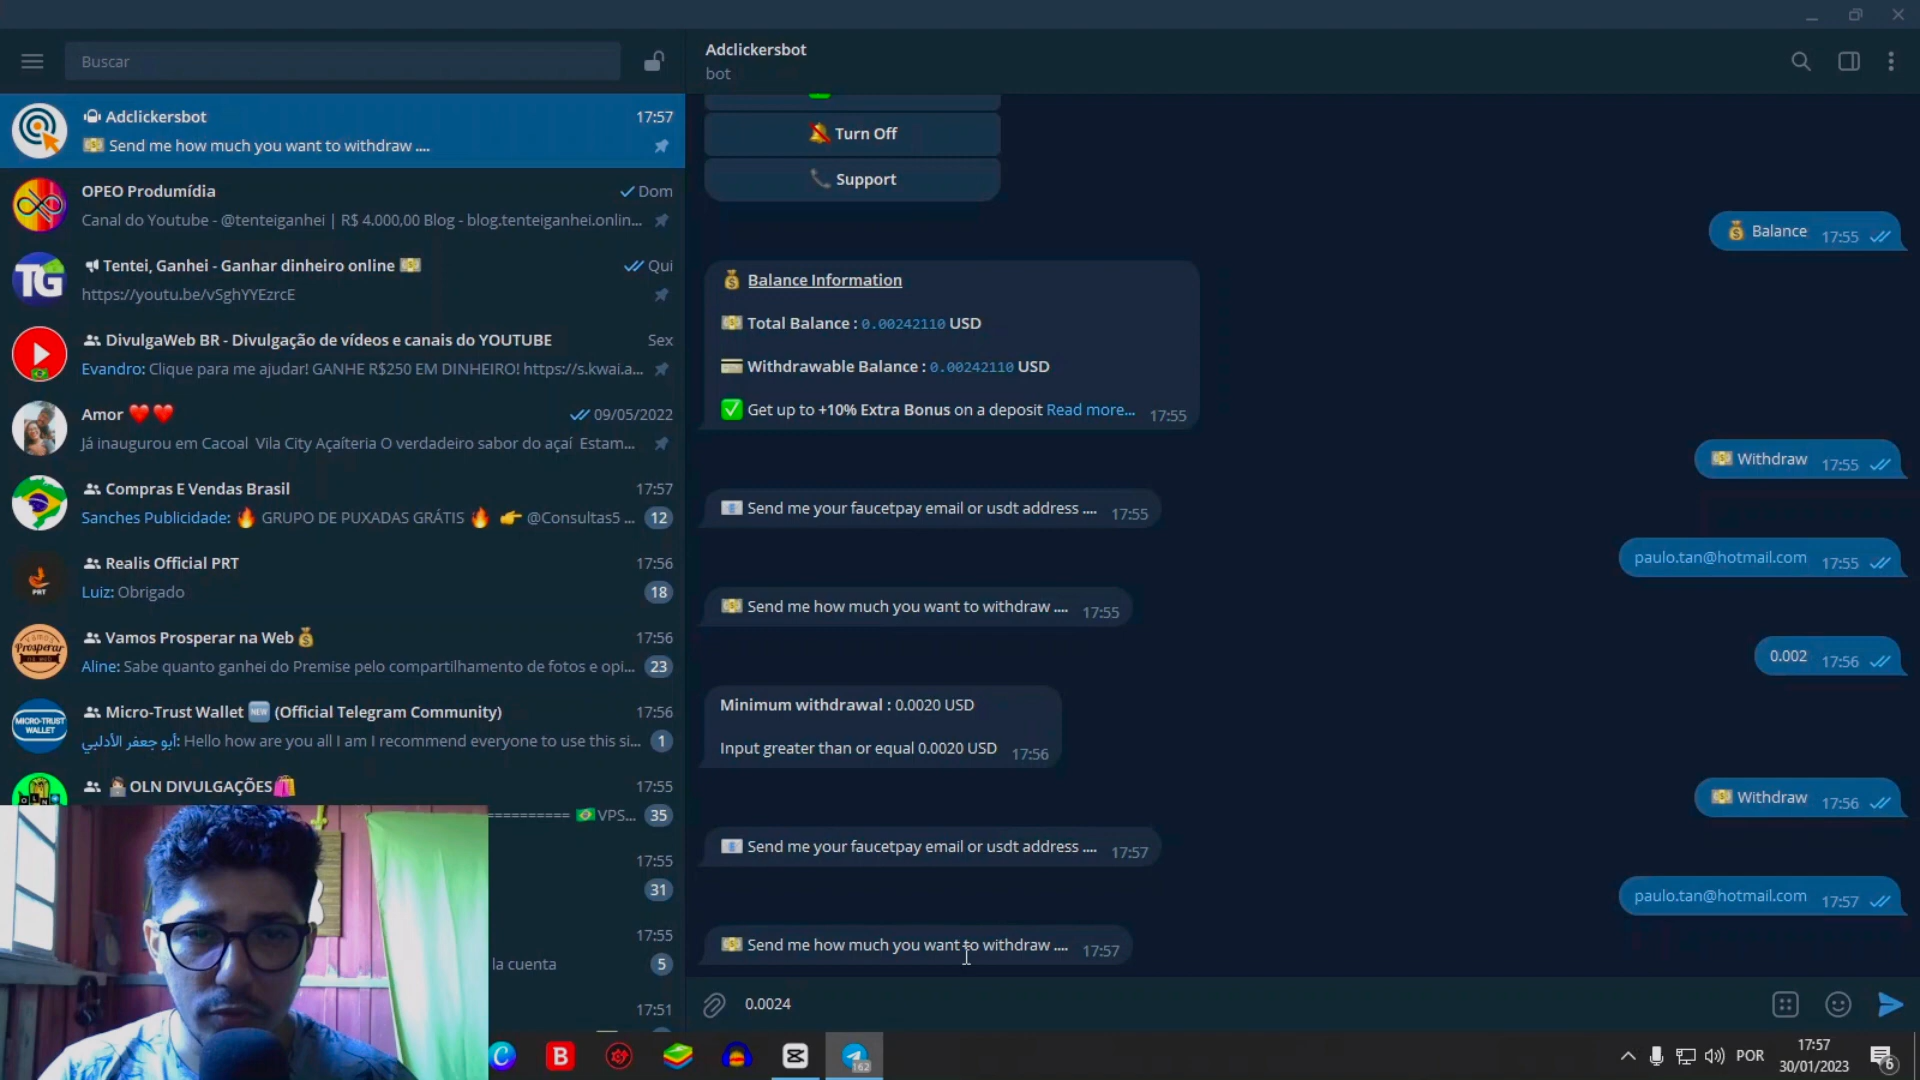 Buscar
Adclickersbot
17:57
Send me how much you want to withdraw ....
OPEO Produmídia
Dom
Canal do Youtube - @tenteiganhei | R$ 4.000,00 Blog - blog.tenteiganhei.onlin...
Tentei, Ganhei - Ganhar dinheiro online
Qui
https://youtu.be/vSghYYEzrcE
DivulgaWeb BR - Divulgação de vídeos e canais do YOUTUBE
Sex
Evandro: Clique para me ajudar! GANHE R$250 EM DINHEIRO! https://s.kwai.a...
Amor
09/05/2022
Já inaugurou em Cacoal Vila City Açaíteria O verdadeiro sabor do açaí Estam...
Compras E Vendas Brasil
17:57
Sanches Publicidade: GRUPO DE PUXADAS GRÁTIS @Consultas5 ...
12
Realis Official PRT
17:56
Luiz: Obrigado
18
Vamos Prosperar na Web
17:56
Aline: Sabe quanto ganhei do Premise pelo compartilhamento de fotos e opi...
23
Micro-Trust Wallet NEW (Official Telegram Community)
17:56
أبو جعفر الأدلبي: Hello how are you all I am I recommend everyone to use this si...
1
OLN DIVULGAÇÕES
17:55
========== VPS...
35
17:55
31
17:55
la cuenta
5
17:51
Adclickersbot
bot
Turn Off
Support
Balance 17:55
Balance Information
Total Balance : 0.00242110 USD
Withdrawable Balance : 0.00242110 USD
Get up to +10% Extra Bonus on a deposit Read more... 17:55
Withdraw 17:55
Send me your faucetpay email or usdt address .... 17:55
paulo.tan@hotmail.com 17:55
Send me how much you want to withdraw .... 17:55
0.002 17:56
Minimum withdrawal : 0.0020 USD
Input greater than or equal 0.0020 USD 17:56
Withdraw 17:56
Send me your faucetpay email or usdt address .... 17:57
paulo.tan@hotmail.com 17:57
Send me how much you want to withdraw .... 17:57
0.0024
162
POR
17:57
30/01/2023
6